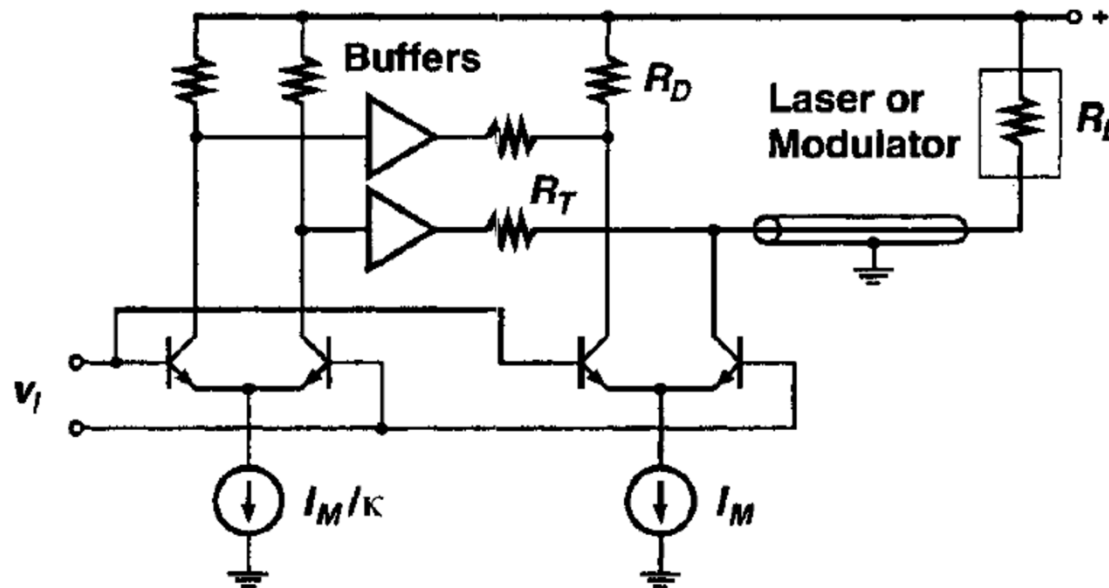 +
Buffers
R_D
Laser or
Modulator
R_T
v_I
I_M/κ
I_M